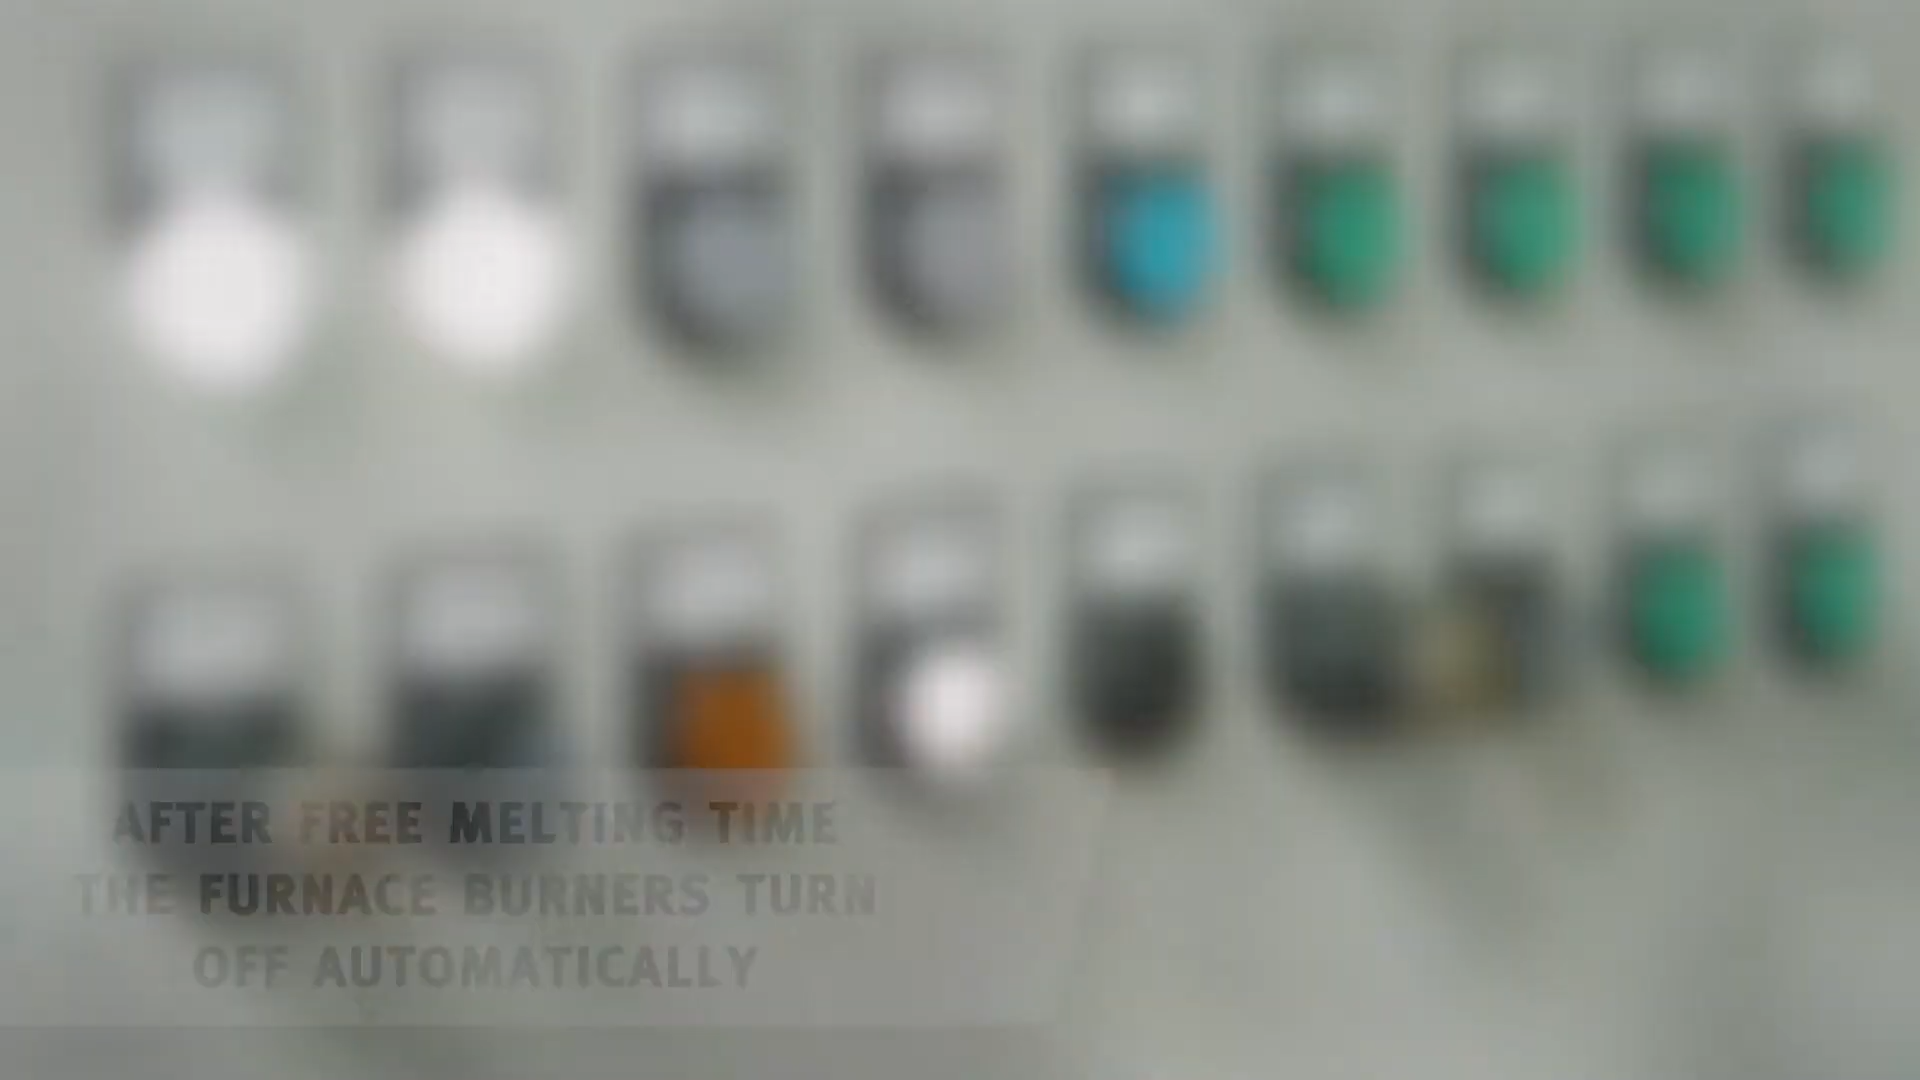 AFTER FREE MELTING TIME
THE FURNACE BURNERS TURN
OFF AUTOMATICALLY